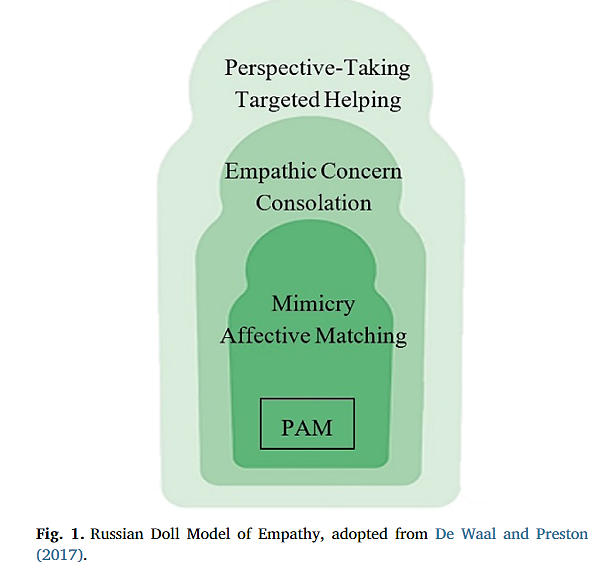 Perspective-Taking
Targeted Helping
Empathic Concern
Consolation
Mimicry
Affective Matching
PAM
Fig. 1. Russian Doll Model of Empathy, adopted from De Waal and Preston
(2017).